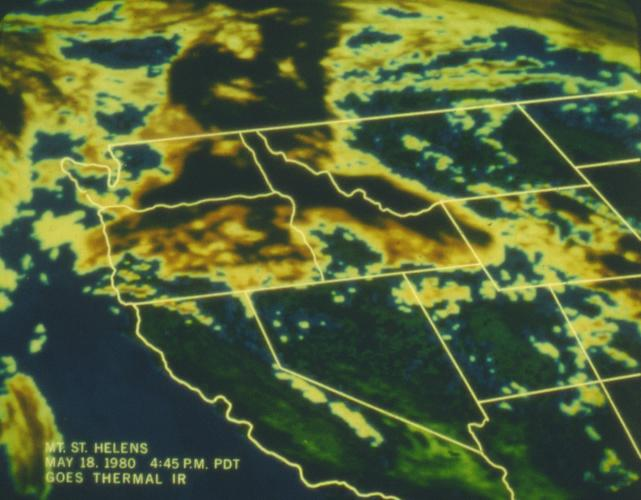 MT. ST. HELENS
MAY 18, 1980 4:45 P.M. PDT
GOES THERMAL IR